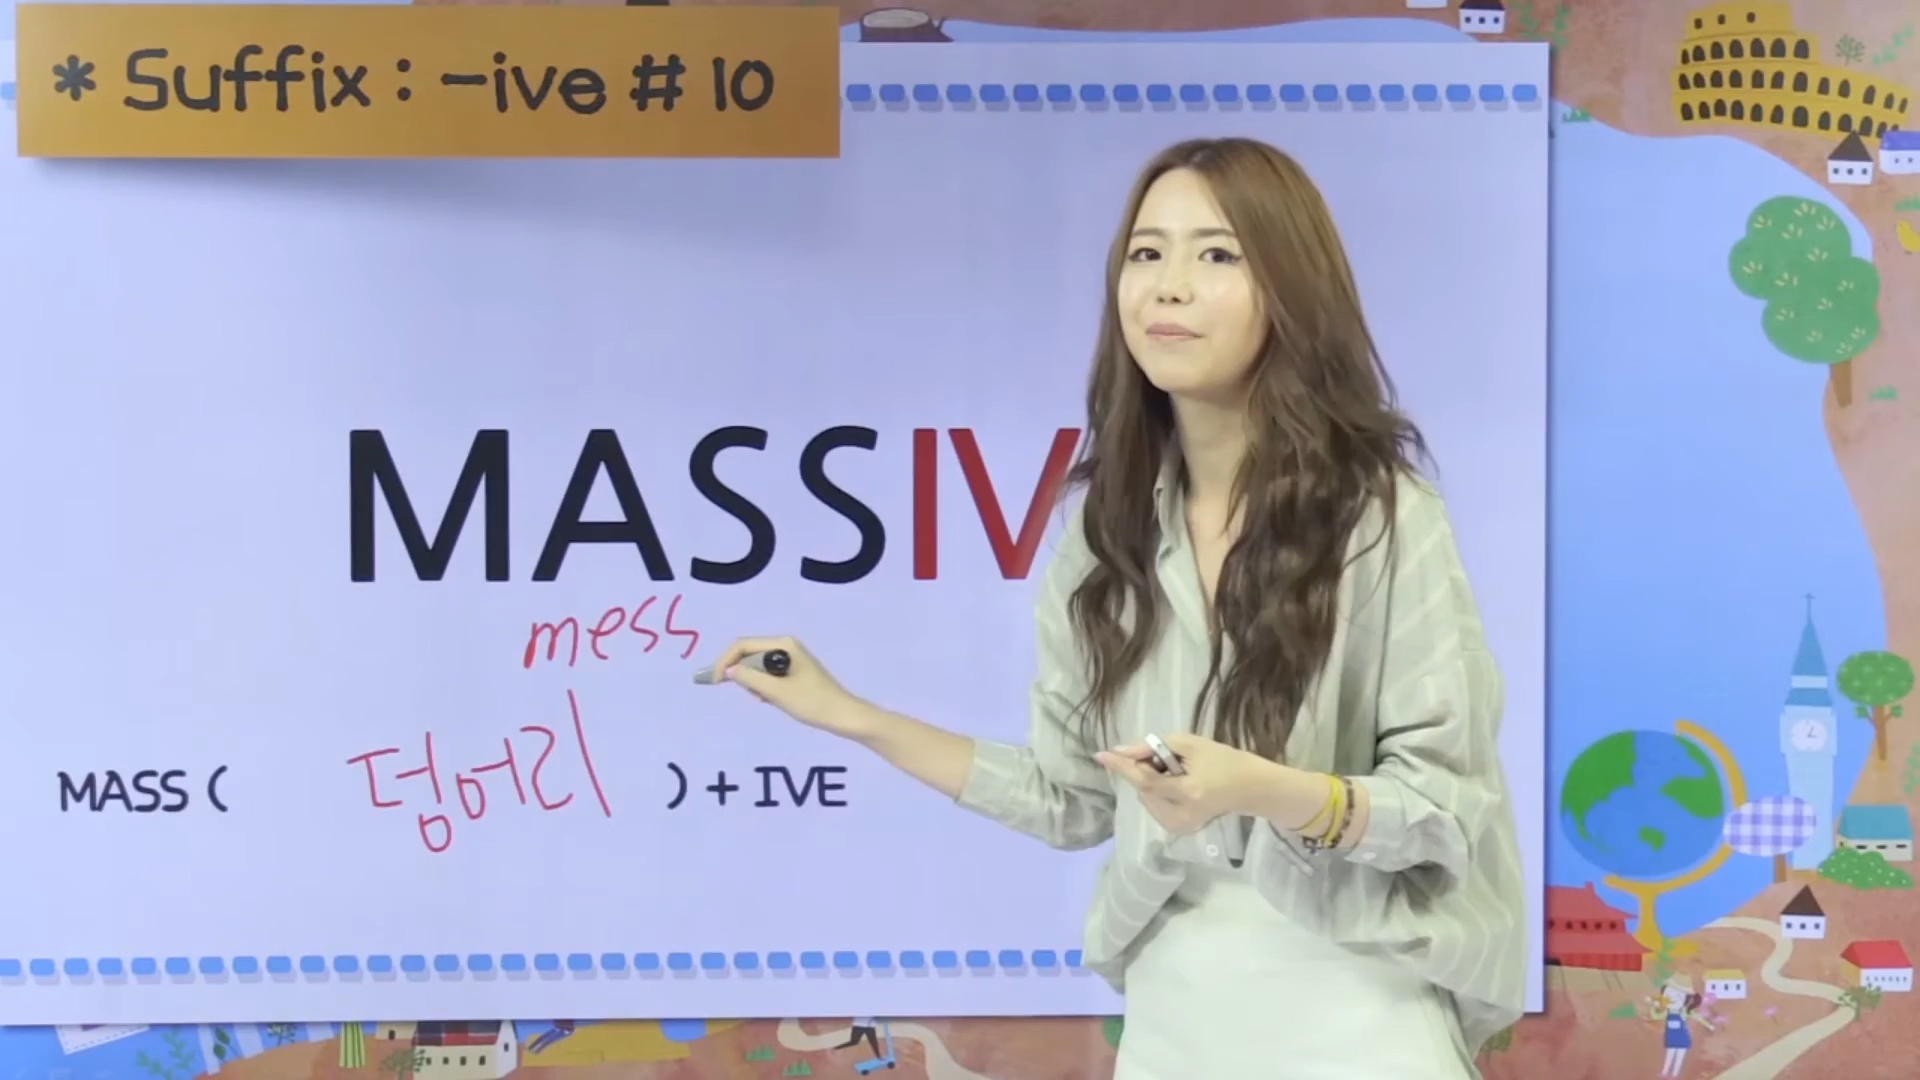 * Suffix : -ive # 10
MASSIV
mess
MASS ( 덩어리 ) + IVE